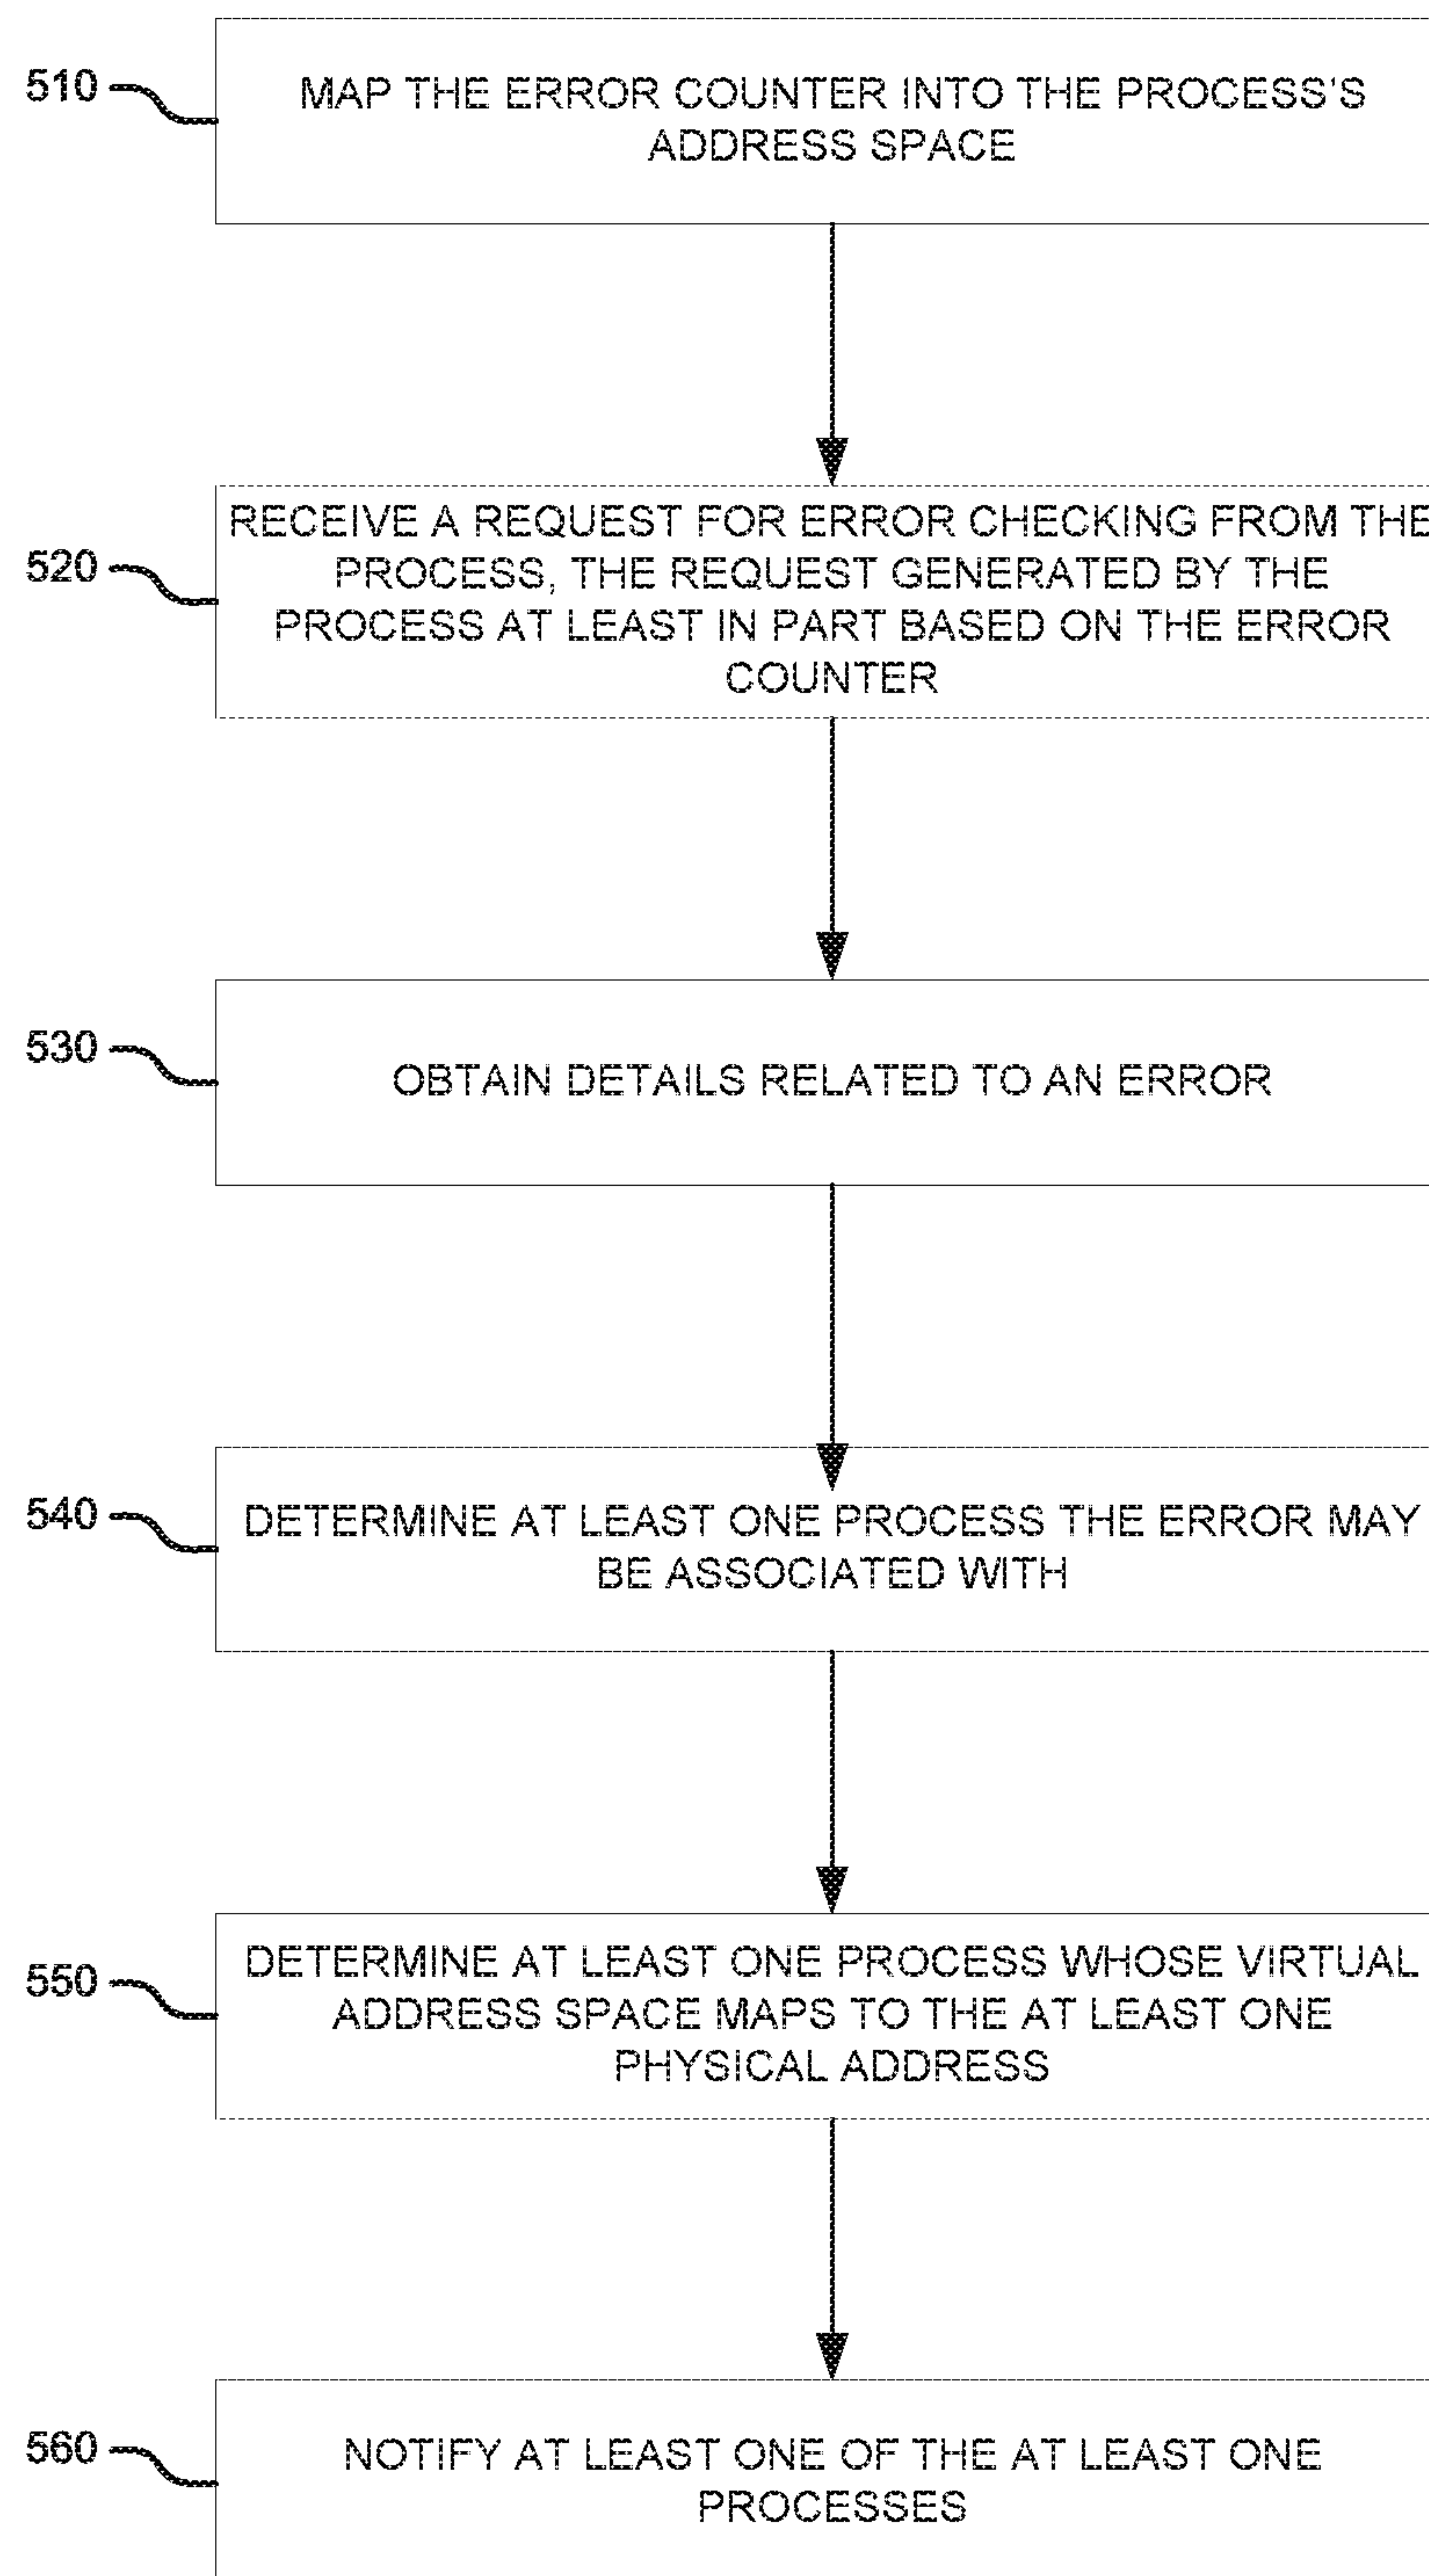 510
MAP THE ERROR COUNTER INTO THE PROCESS'S
ADDRESS SPACE
520
RECEIVE A REQUEST FOR ERROR CHECKING FROM THE
PROCESS, THE REQUEST GENERATED BY THE
PROCESS AT LEAST IN PART BASED ON THE ERROR
COUNTER
530
OBTAIN DETAILS RELATED TO AN ERROR
540
DETERMINE AT LEAST ONE PROCESS THE ERROR MAY
BE ASSOCIATED WITH
550
DETERMINE AT LEAST ONE PROCESS WHOSE VIRTUAL
ADDRESS SPACE MAPS TO THE AT LEAST ONE
PHYSICAL ADDRESS
560
NOTIFY AT LEAST ONE OF THE AT LEAST ONE
PROCESSES